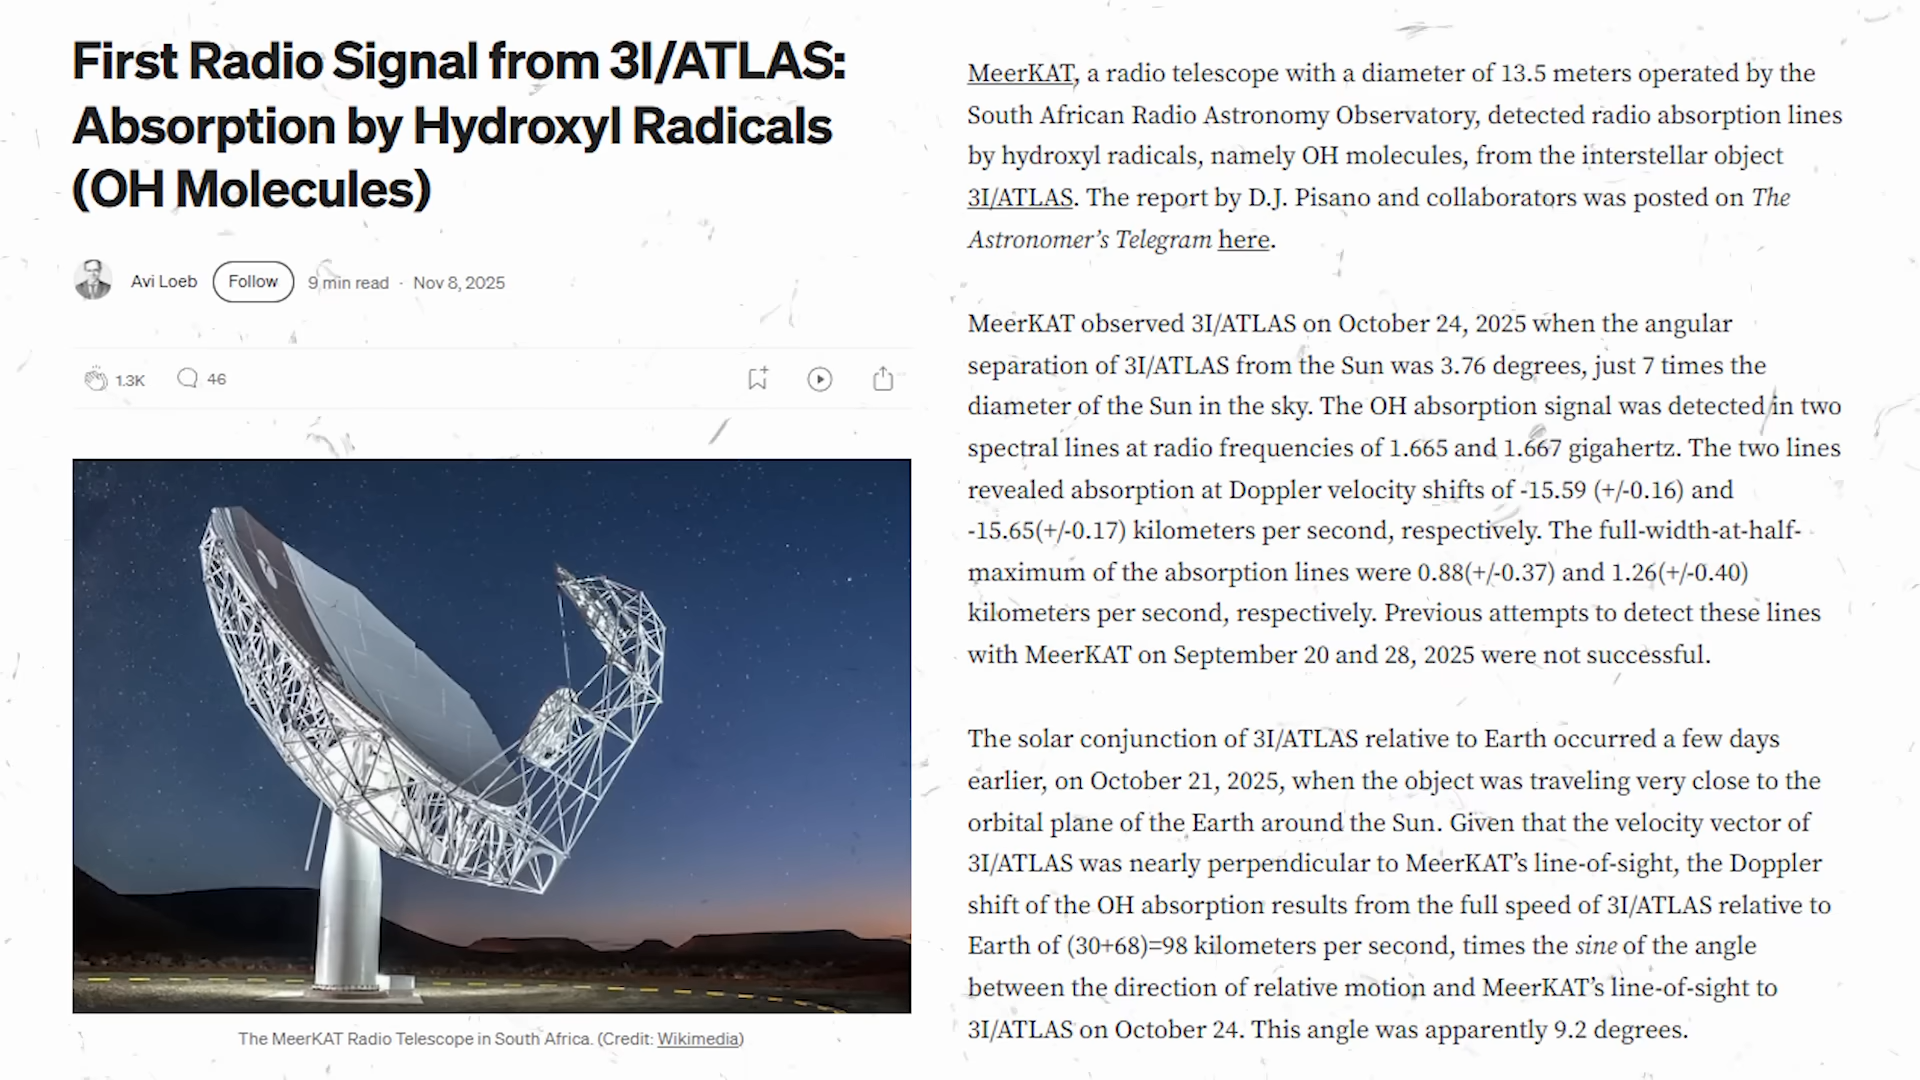 First Radio Signal from 3I/ATLAS:
Absorption by Hydroxyl Radicals
(OH Molecules)
Avi Loeb Follow 9 min read · Nov 8, 2025
1.3K 46
The MeerKAT Radio Telescope in South Africa. (Credit: Wikimedia)
MeerKAT, a radio telescope with a diameter of 13.5 meters operated by the
South African Radio Astronomy Observatory, detected radio absorption lines
by hydroxyl radicals, namely OH molecules, from the interstellar object
3I/ATLAS. The report by D.J. Pisano and collaborators was posted on The
Astronomer’s Telegram here.
MeerKAT observed 3I/ATLAS on October 24, 2025 when the angular
separation of 3I/ATLAS from the Sun was 3.76 degrees, just 7 times the
diameter of the Sun in the sky. The OH absorption signal was detected in two
spectral lines at radio frequencies of 1.665 and 1.667 gigahertz. The two lines
revealed absorption at Doppler velocity shifts of -15.59 (+/-0.16) and
-15.65(+/-0.17) kilometers per second, respectively. The full-width-at-half-
maximum of the absorption lines were 0.88(+/-0.37) and 1.26(+/-0.40)
kilometers per second, respectively. Previous attempts to detect these lines
with MeerKAT on September 20 and 28, 2025 were not successful.
The solar conjunction of 3I/ATLAS relative to Earth occurred a few days
earlier, on October 21, 2025, when the object was traveling very close to the
orbital plane of the Earth around the Sun. Given that the velocity vector of
3I/ATLAS was nearly perpendicular to MeerKAT’s line-of-sight, the Doppler
shift of the OH absorption results from the full speed of 3I/ATLAS relative to
Earth of (30+68)=98 kilometers per second, times the sine of the angle
between the direction of relative motion and MeerKAT’s line-of-sight to
3I/ATLAS on October 24. This angle was apparently 9.2 degrees.